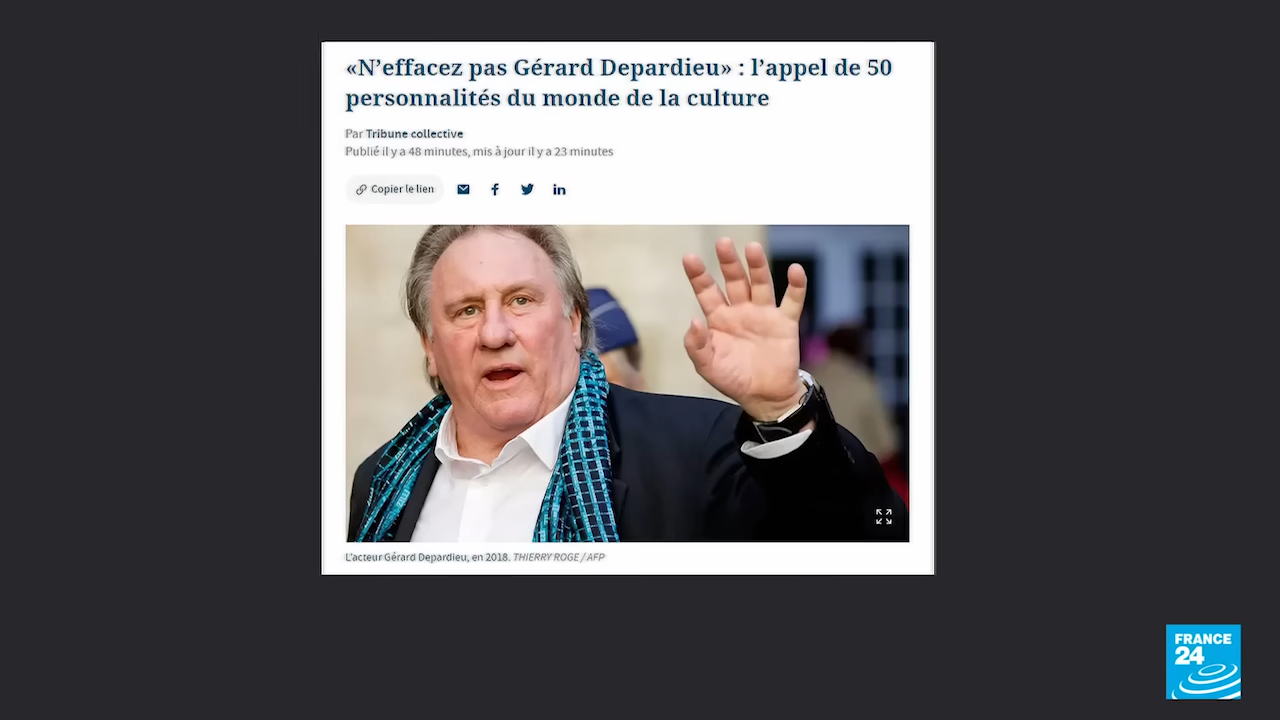 «N’effacez pas Gérard Depardieu» : l’appel de 50
personnalités du monde de la culture
Par Tribune collective
Publié il y a 48 minutes, mis à jour il y a 23 minutes
Copier le lien
L’acteur Gérard Depardieu, en 2018. THIERRY ROGE / AFP
FRANCE
24